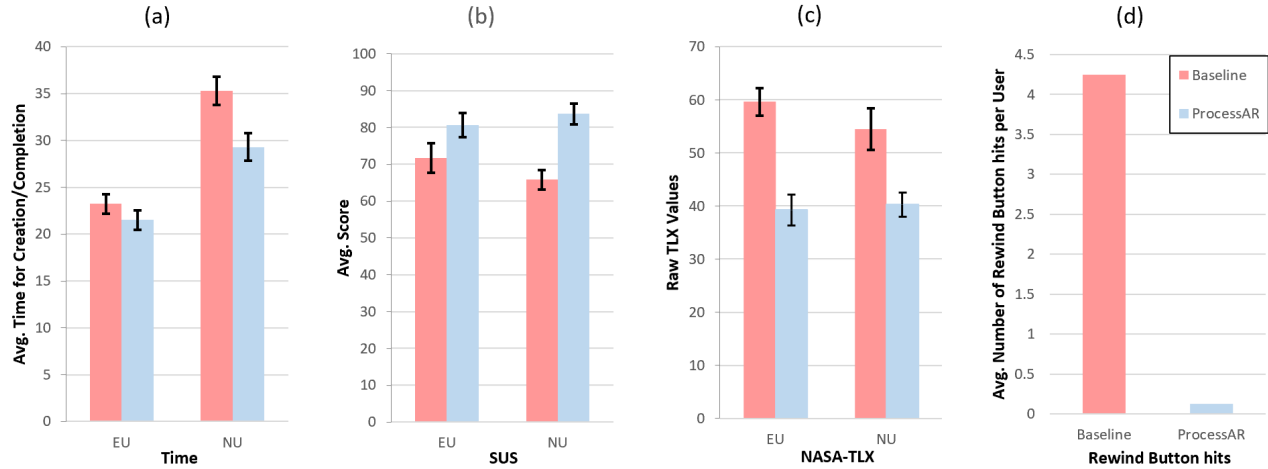 (a)
Avg. Time for Creation/Completion
40
35
30
25
20
15
10
5
0
EU
NU
Time
(b)
Avg. Score
100
90
80
70
60
50
40
30
20
10
0
EU
NU
SUS
(c)
Raw TLX Values
70
60
50
40
30
20
10
0
EU
NU
NASA-TLX
(d)
Avg. Number of Rewind Button hits per User
4.5
4
3.5
3
2.5
2
1.5
1
0.5
0
Baseline
ProcessAR
Baseline
ProcessAR
Rewind Button hits